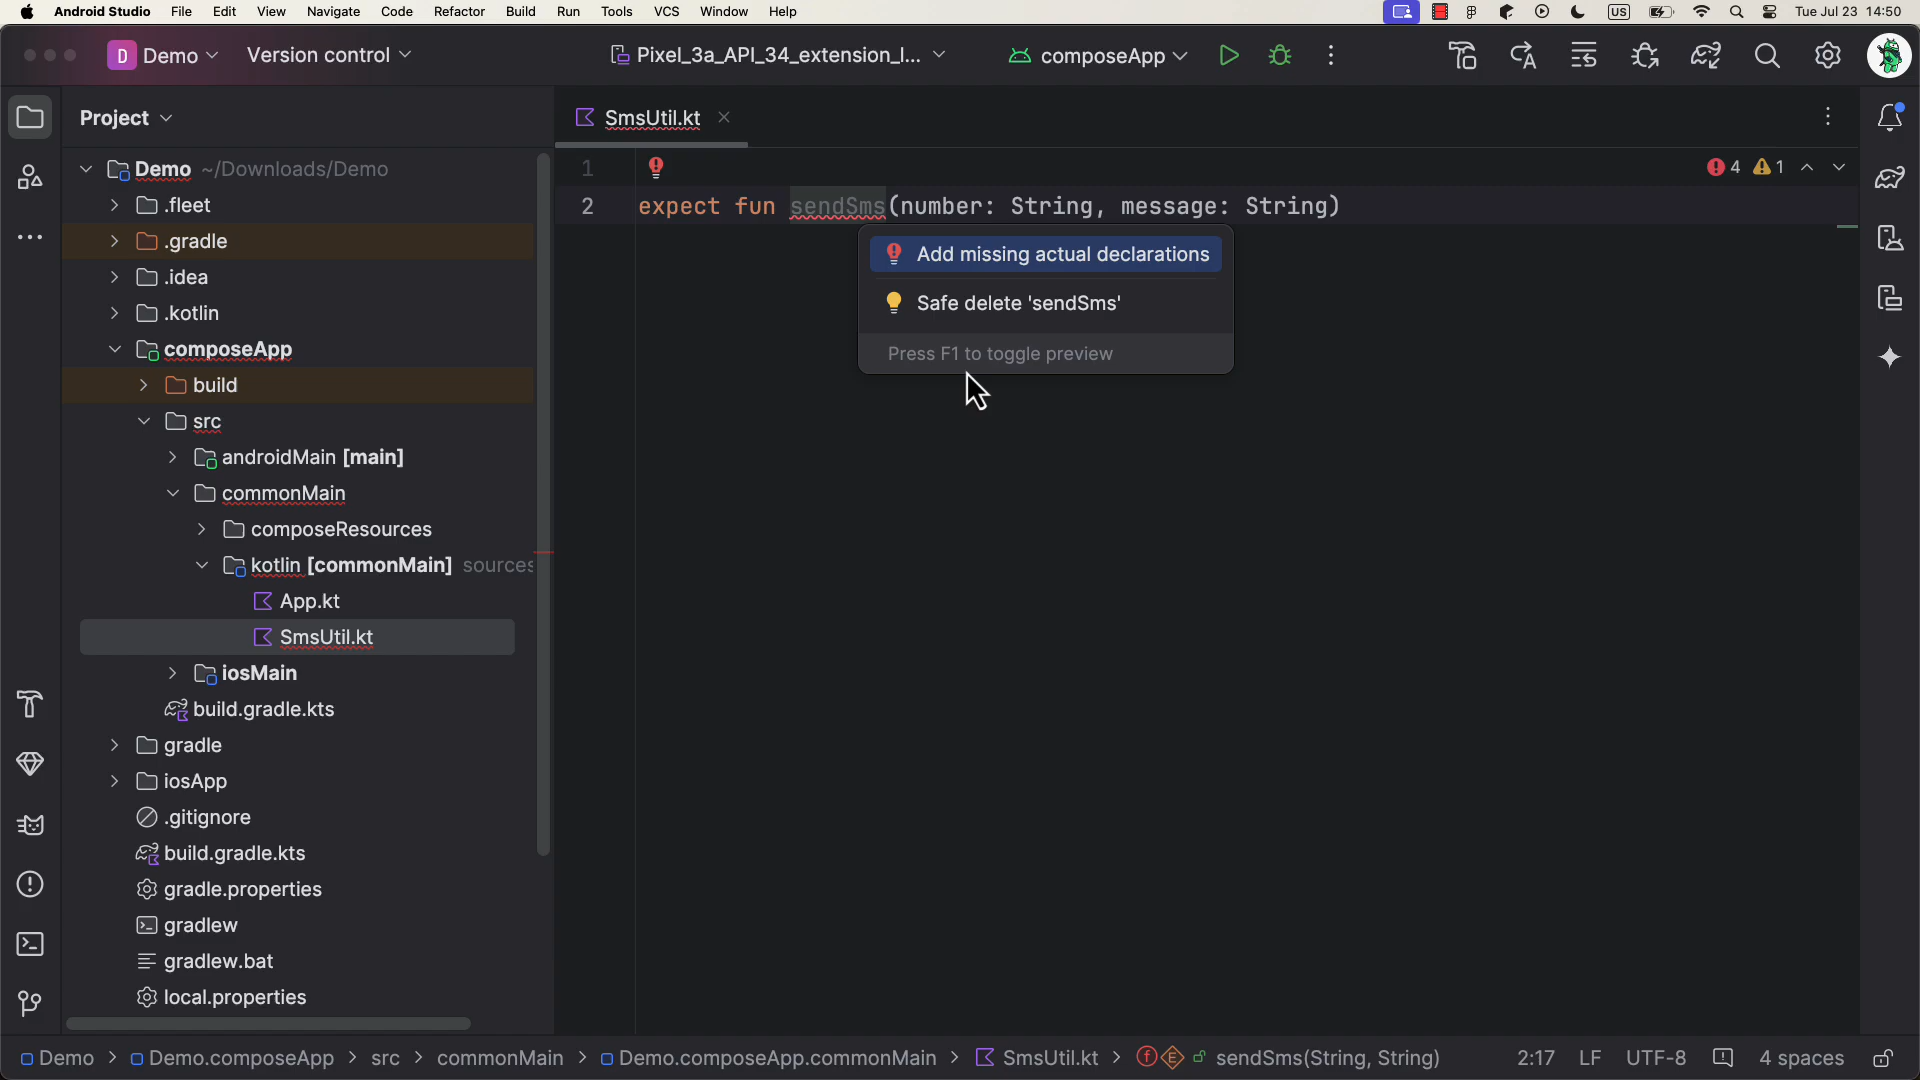 Android Studio File Edit View Navigate Code Refactor Build Run Tools VCS Window Help US Tue Jul 23 14:50
D Demo Version control Pixel_3a_API_34_extension_l... composeApp
Project
SmsUtil.kt
Demo ~/Downloads/Demo
.fleet
.gradle
.idea
.kotlin
composeApp
build
src
androidMain [main]
commonMain
composeResources
kotlin [commonMain] sources
App.kt
SmsUtil.kt
iosMain
build.gradle.kts
gradle
iosApp
.gitignore
build.gradle.kts
gradle.properties
gradlew
gradlew.bat
local.properties
1 4 1
2 expect fun sendSms(number: String, message: String)
Add missing actual declarations
Safe delete 'sendSms'
Press F1 to toggle preview
Demo Demo.composeApp src commonMain Demo.composeApp.commonMain SmsUtil.kt f E sendSms(String, String) 2:17 LF UTF-8 4 spaces